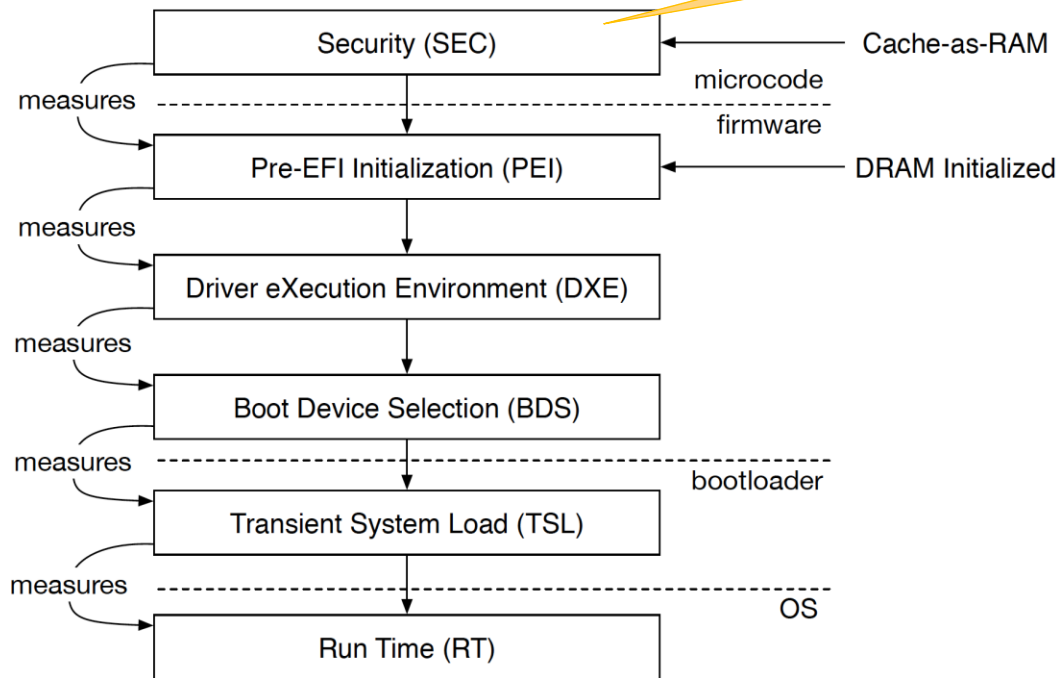 Security (SEC)
Cache-as-RAM
microcode
measures
firmware
Pre-EFI Initialization (PEI)
DRAM Initialized
measures
Driver eXecution Environment (DXE)
measures
Boot Device Selection (BDS)
measures
bootloader
Transient System Load (TSL)
measures
OS
Run Time (RT)